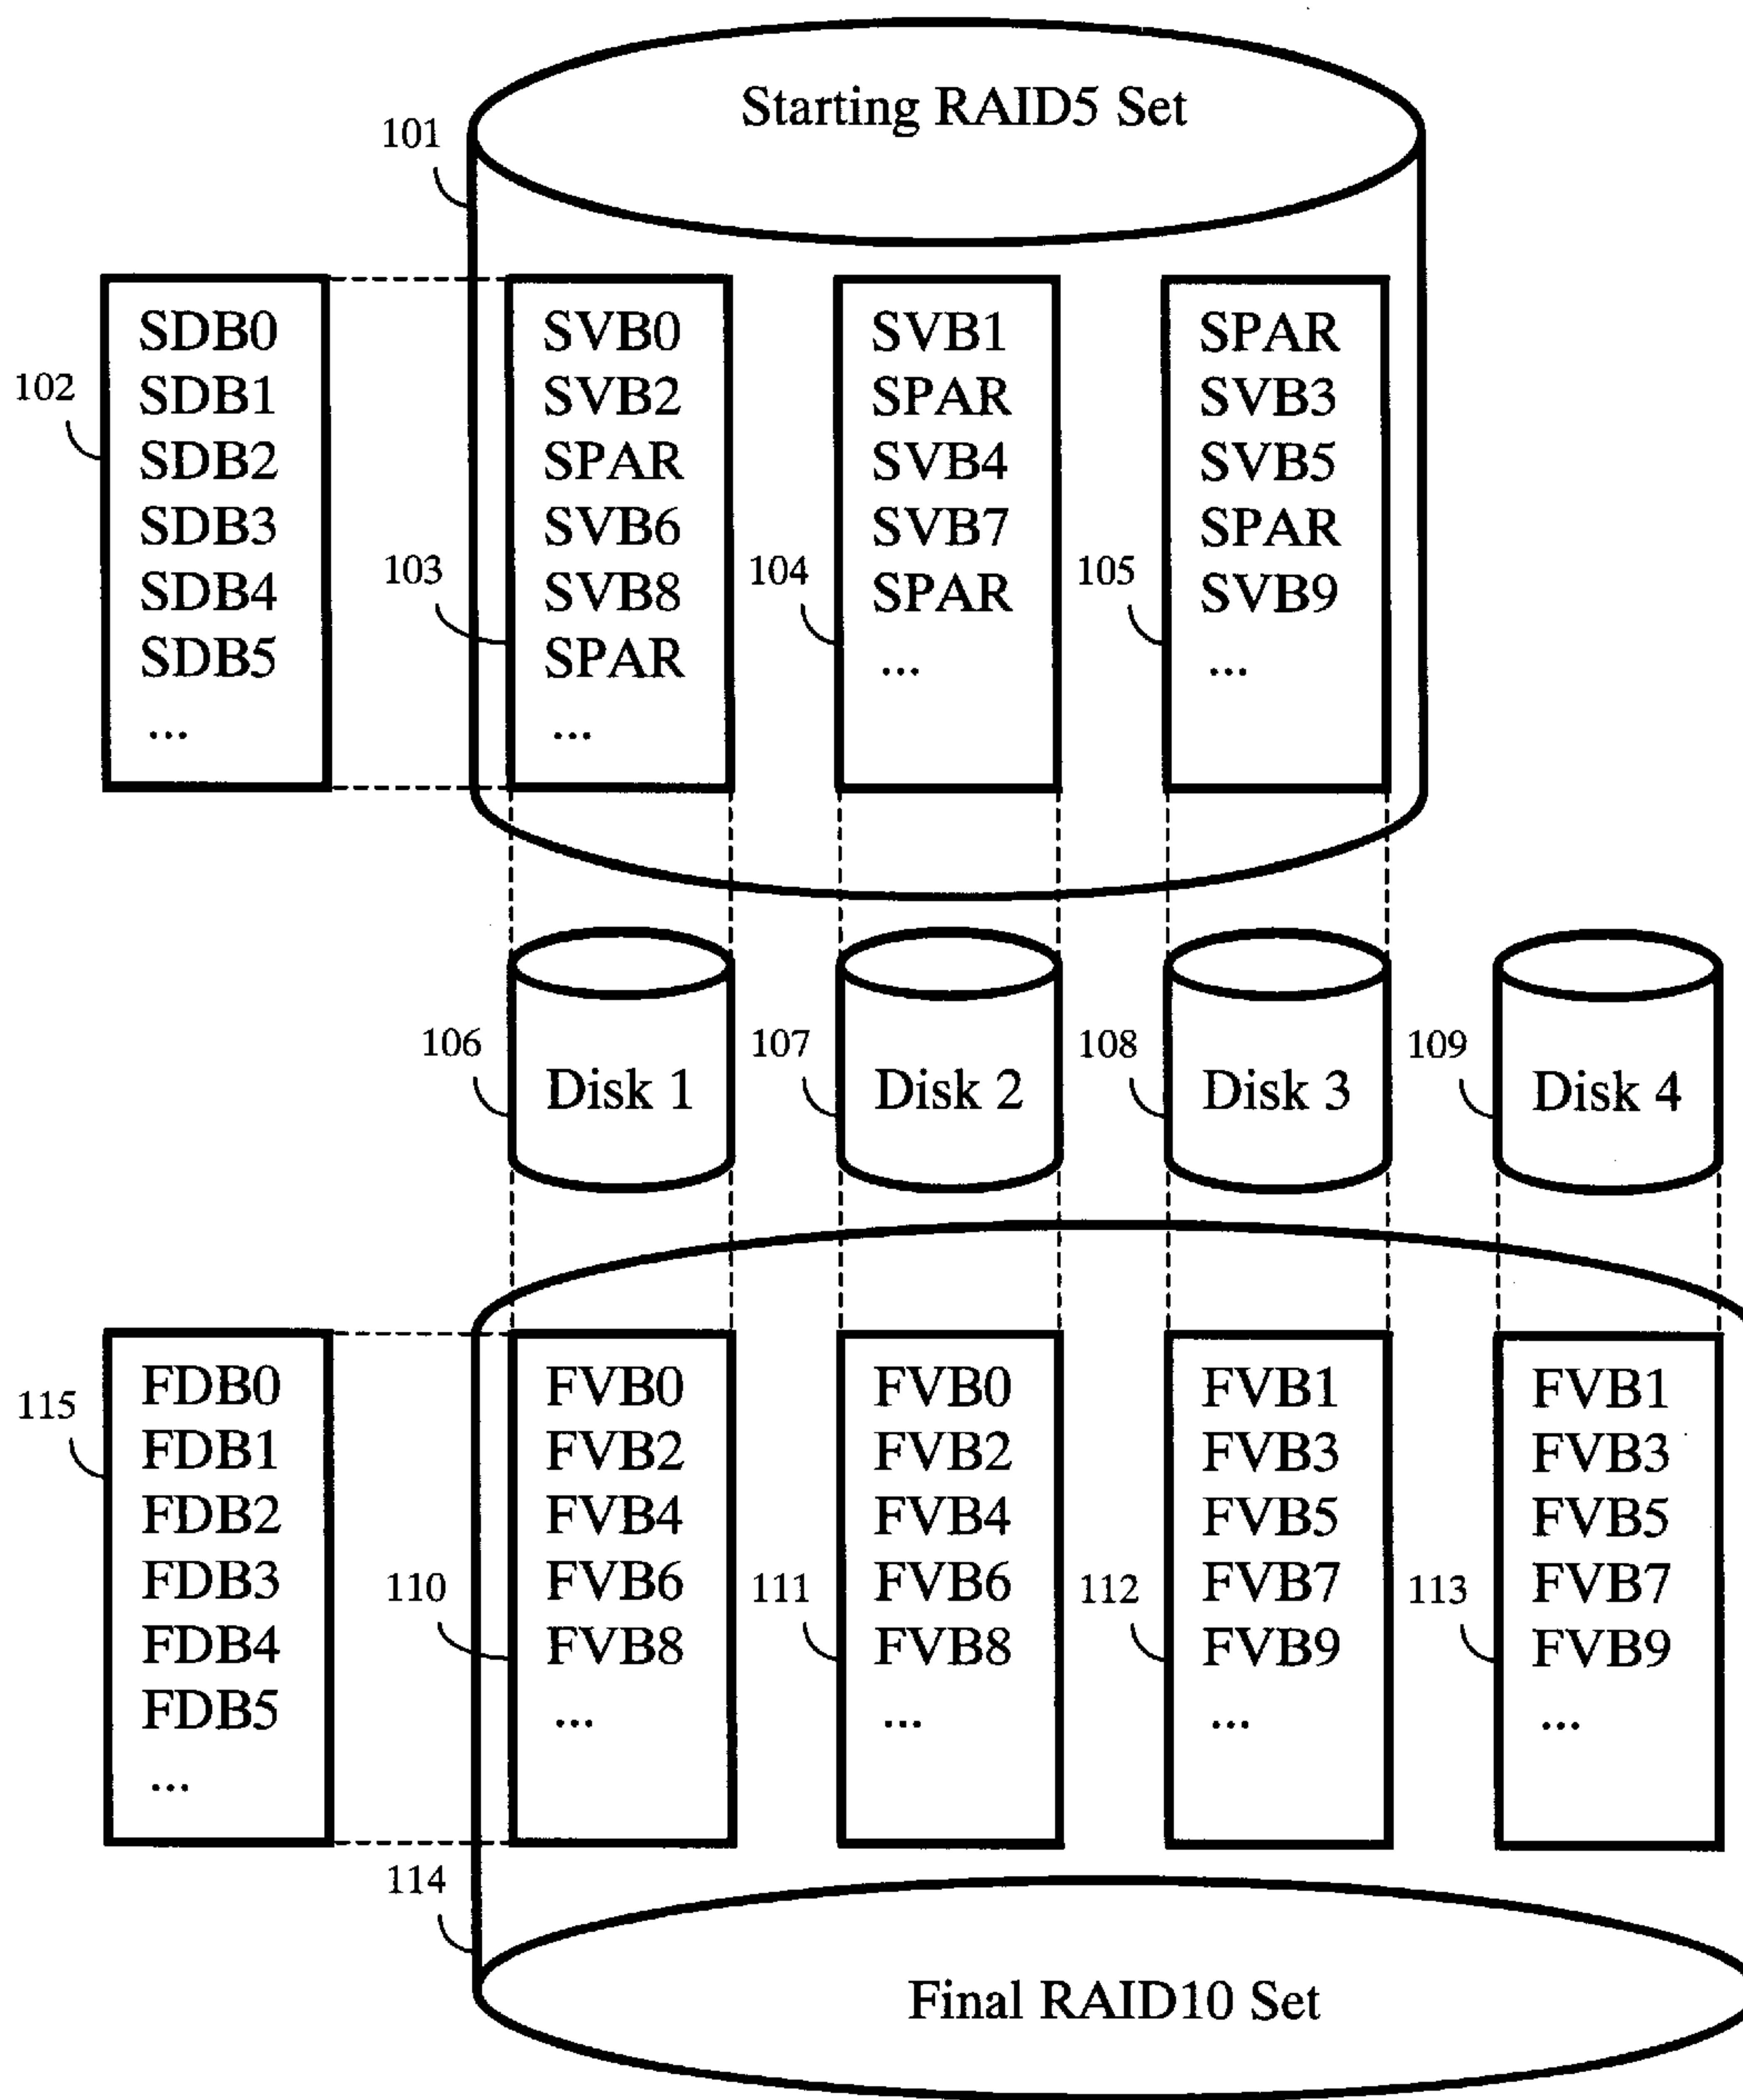 Starting RAID5 Set
101
102
SDB0
SDB1
SDB2
SDB3
SDB4
SDB5
...
103
SVB0
SVB2
SPAR
SVB6
SVB8
SPAR
...
104
SVB1
SPAR
SVB4
SVB7
SPAR
...
105
SPAR
SVB3
SVB5
SPAR
SVB9
...
106
Disk 1
107
Disk 2
108
Disk 3
109
Disk 4
115
FDB0
FDB1
FDB2
FDB3
FDB4
FDB5
...
110
FVB0
FVB2
FVB4
FVB6
FVB8
...
111
FVB0
FVB2
FVB4
FVB6
FVB8
...
112
FVB1
FVB3
FVB5
FVB7
FVB9
...
113
FVB1
FVB3
FVB5
FVB7
FVB9
...
114
Final RAID10 Set